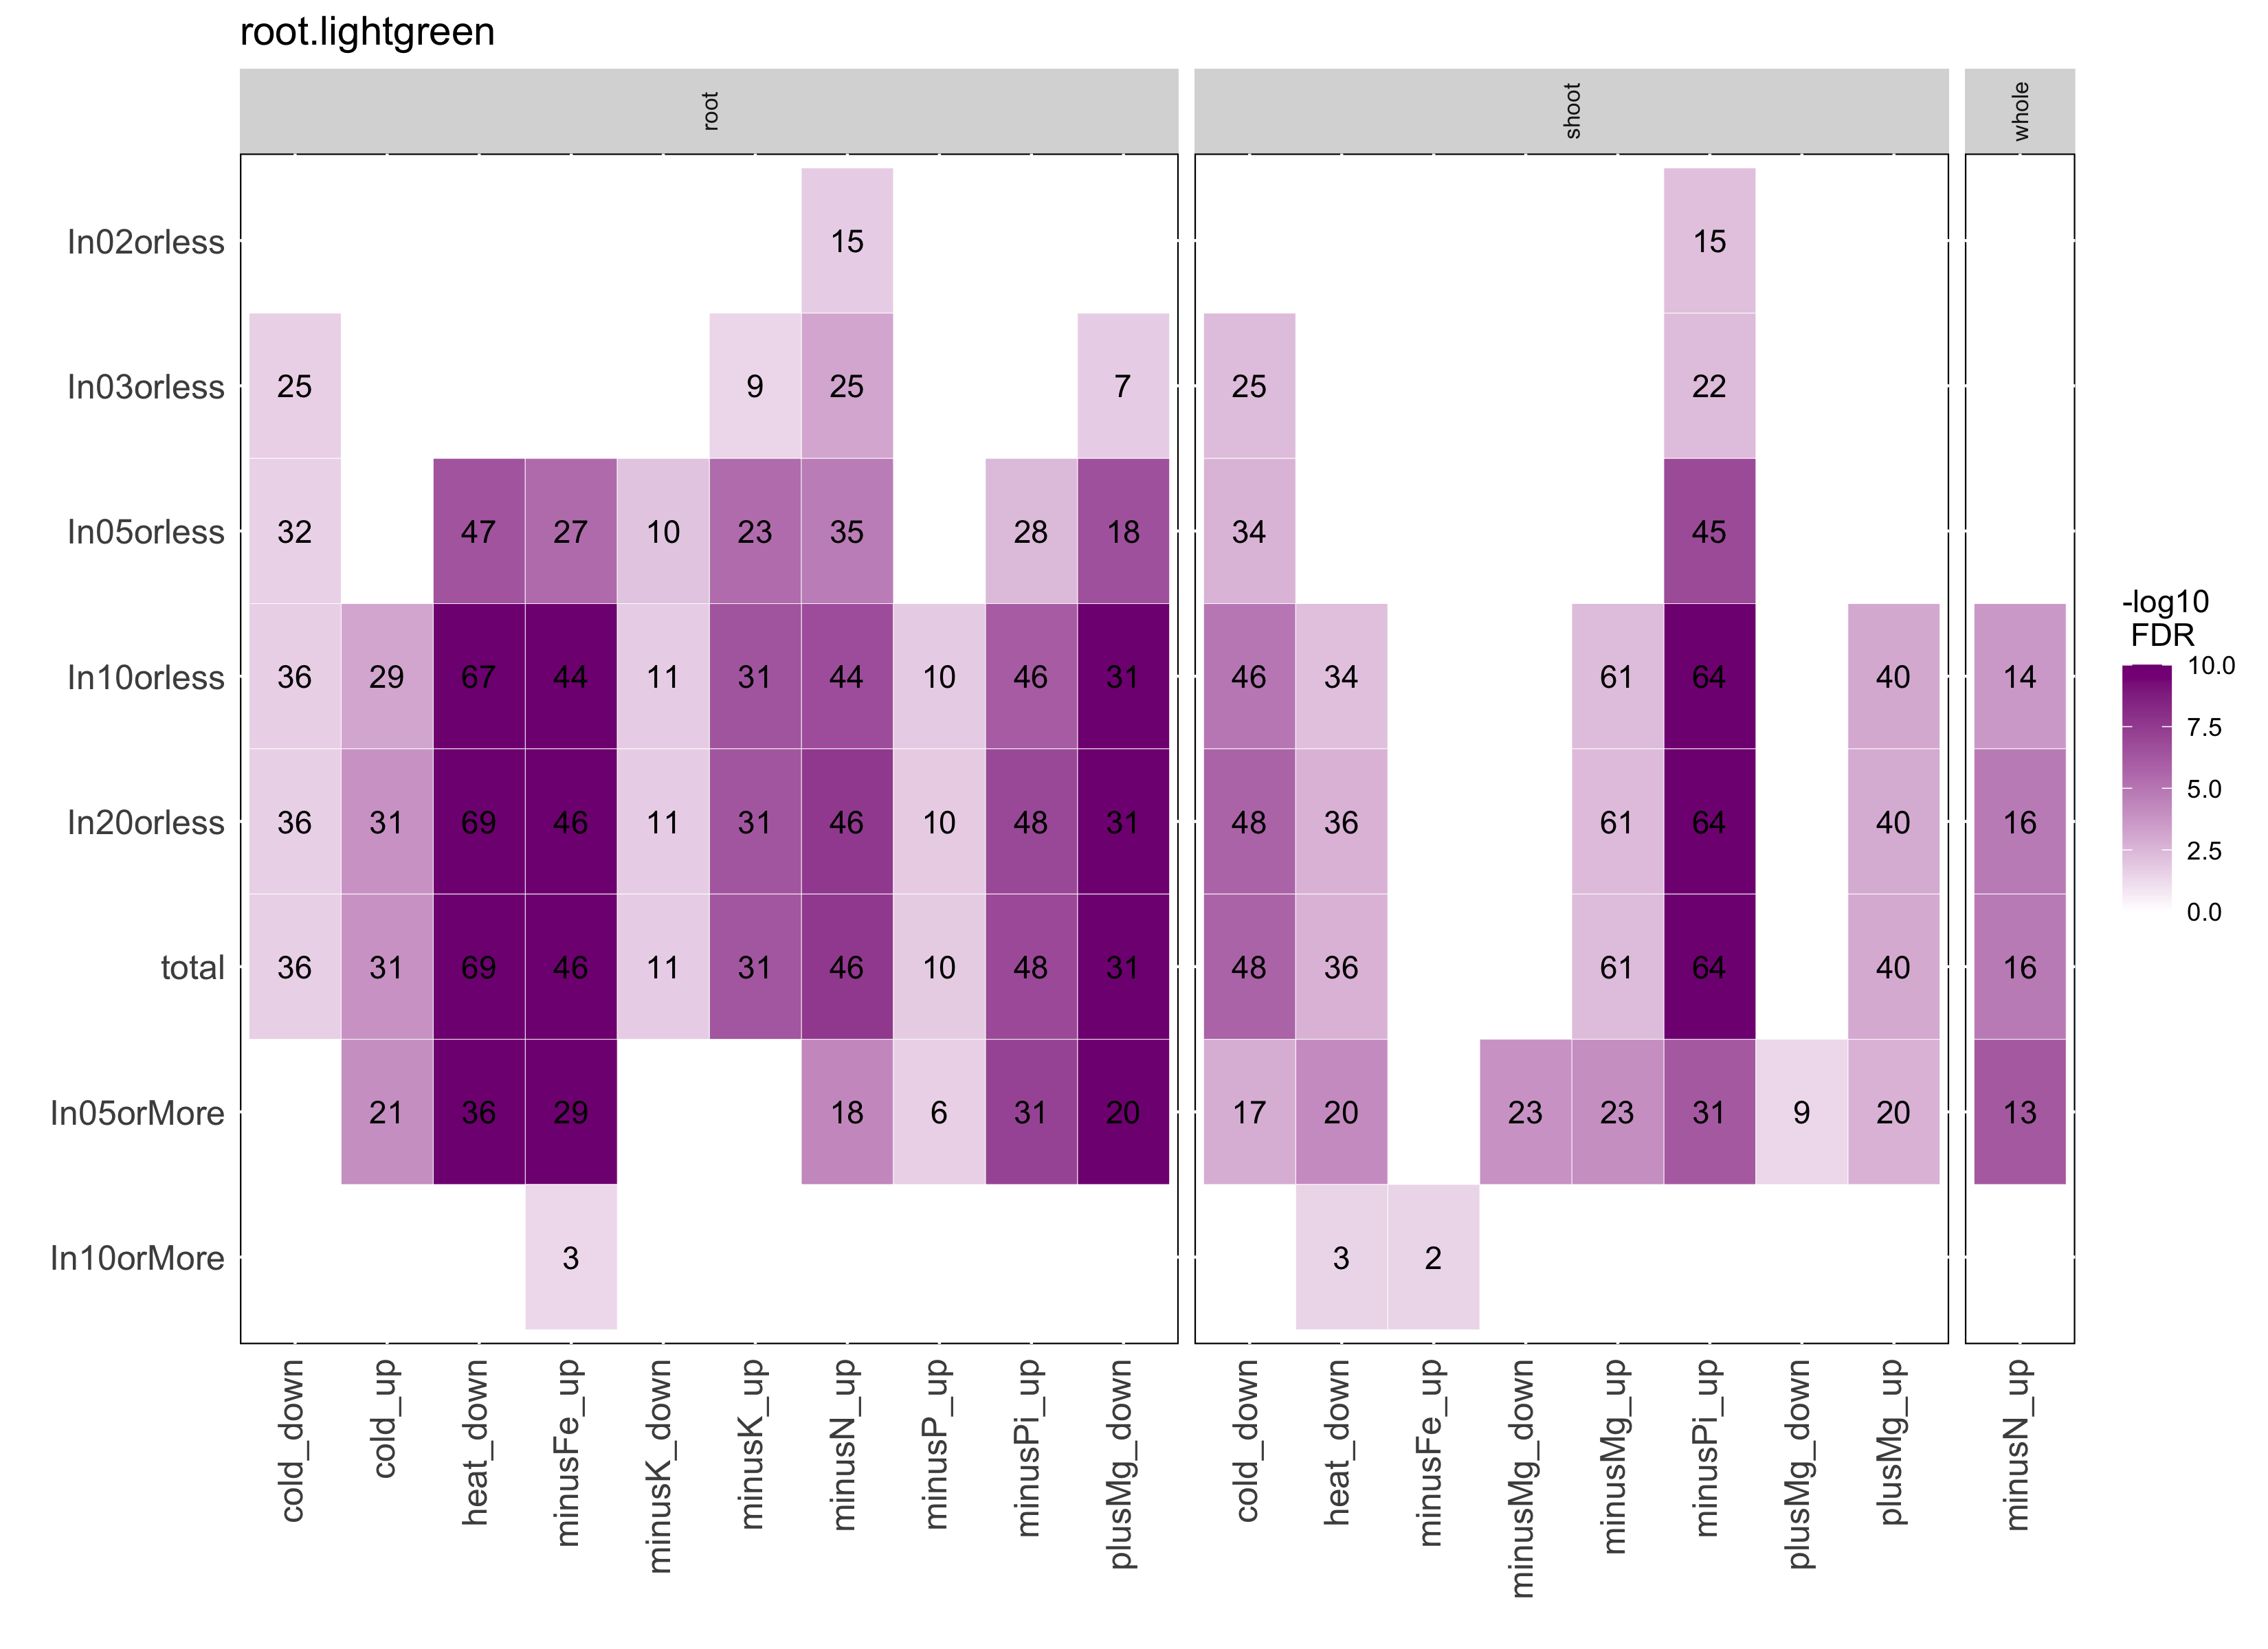 root.lightgreen
root shoot whole
In02orless 15 15
In03orless 25 9 25 7 25 22
In05orless 32 47 27 10 23 35 28 18 34 45
In10orless 36 29 67 44 11 31 44 10 46 31 46 34 61 64 40 14
In20orless 36 31 69 46 11 31 46 10 48 31 48 36 61 64 40 16
total 36 31 69 46 11 31 46 10 48 31 48 36 61 64 40 16
In05orMore 21 36 29 18 6 31 20 17 20 23 23 31 9 20 13
In10orMore 3 3 2
cold_down cold_up heat_down minusFe_up minusK_down minusK_up minusN_up minusP_up minusPi_up plusMg_down cold_down heat_down minusFe_up minusMg_down minusMg_up minusPi_up plusMg_down plusMg_up minusN_up
-log10
FDR
10.0
7.5
5.0
2.5
0.0